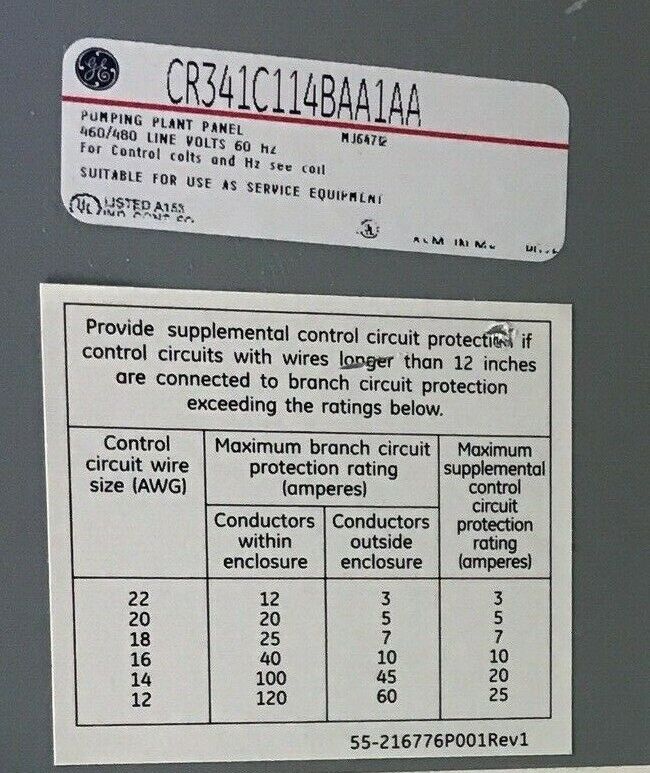 GE
CR341C114BAA1AA
PUMPING PLANT PANEL
460/480 LINE VOLTS 60 Hz
For Control colts and Hz see coil
SUITABLE FOR USE AS SERVICE EQUIPMENT
UL LISTED A153
Provide supplemental control circuit protection if
control circuits with wires longer than 12 inches
are connected to branch circuit protection
exceeding the ratings below.
Control
circuit wire
size (AWG)
Maximum branch circuit
protection rating
(amperes)
Conductors
within
enclosure
Conductors
outside
enclosure
Maximum
supplemental
control
circuit
protection
rating
(amperes)
22 12 3 3
20 20 5 5
18 25 7 7
16 40 10 10
14 100 45 20
12 120 60 25
55-216776P001Rev1